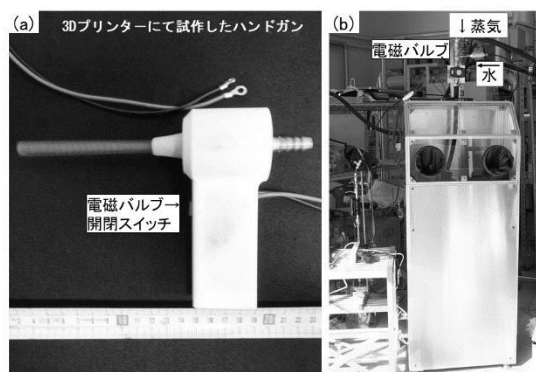 (a)
3Dプリンターにて試作したハンドガン
電磁バルブ→
開閉スイッチ
(b)
↓蒸気
電磁バルブ
←水